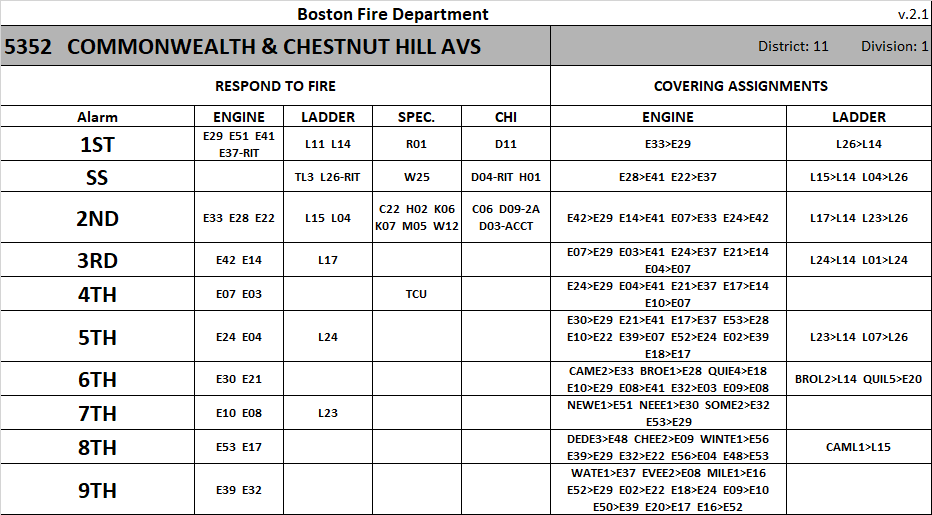 Boston Fire Department v.2.1
5352 COMMONWEALTH & CHESTNUT HILL AVS District: 11 Division: 1
RESPOND TO FIRE COVERING ASSIGNMENTS
Alarm ENGINE LADDER SPEC. CHI ENGINE LADDER
E29 E51 E41
1ST L11 L14 R01 D11 E33>E29 L26>L14
E37-RIT
SS TL3 L26-RIT W25 D04-RIT H01 E28>E41 E22>E37 L15>L14 L04>L26
C22 H02 K06 C06 D09-2A
2ND E33 E28 E22 L15 L04 E42>E29 E14>E41 E07>E33 E24>E42 L17>L14 L23>L26
K07 M05 W12 D03-ACCT
E07>E29 E03>E41 E24>E37 E21>E14
3RD E42 E14 L17 L24>L14 L01>L24
E04>E07
E24>E29 E04>E41 E21>E37 E17>E14
4TH E07 E03 TCU
E10>E07
E30>E29 E21>E41 E17>E37 E53>E28
5TH E24 E04 L24 E10>E22 E39>E07 E52>E24 E02>E39 L23>L14 L07>L26
E18>E17
CAME2>E33 BROE1>E28 QUIE4>E18
6TH E30 E21 BROL2>L14 QUIL5>E20
E10>E29 E08>E41 E32>E03 E09>E08
NEWE1>E51 NEEE1>E30 SOME2>E32
7TH E10 E08 L23
E53>E29
DEDE3>E48 CHEE2>E09 WINTE1>E56
8TH E53 E17 CAML1>L15
E39>E29 E32>E22 E56>E04 E48>E53
WATE1>E37 EVEE2>E08 MILE1>E16
9TH E39 E32 E52>E29 E02>E22 E18>E24 E09>E10
E50>E39 E20>E17 E16>E52